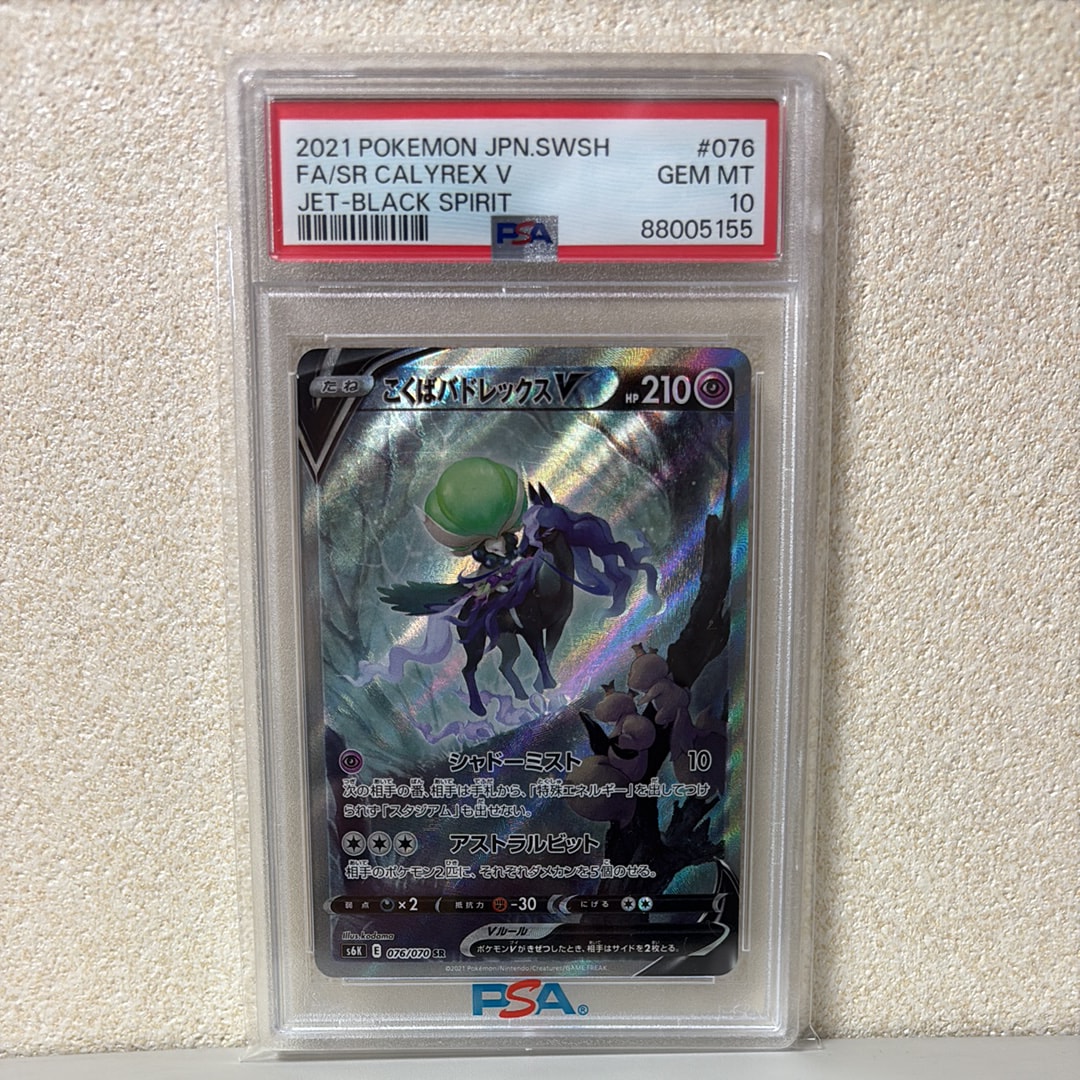 2021 POKEMON JPN.SWSH #076
FA/SR CALYREX V GEM MT
JET-BLACK SPIRIT 10
PSA 88005155
たね こくばバドレックスV HP 210
シャドーミスト 10
次の相手の番、相手は手札から、「特殊エネルギー」を出してつけ
られず「スタジアム」も出せない。
アストラルビット
相手のポケモン2匹に、それぞれダメカンを5個のせる。
弱点 ×2 抵抗力 -30 にげる
Illus.kodama
Vルール
ポケモンVがきぜつしたとき、相手はサイドを2枚とる。
s6K E 076/070 SR
©2021 Pokémon/Nintendo/Creatures/GAME FREAK.
PSA®